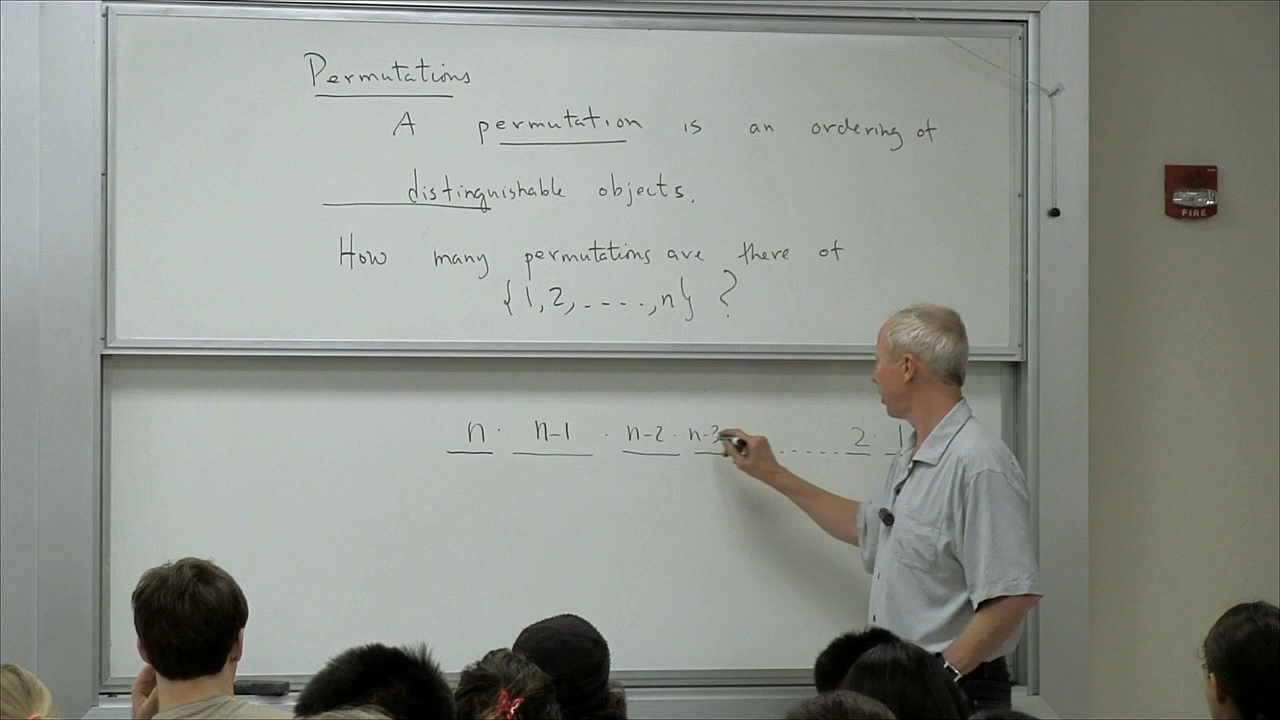 Permutations
A permutation is an ordering of
distinguishable objects.
How many permutations are there of
{1,2,-----,n} ?
n · n-1 · n-2 · n-3 ..... 2 · 1
FIRE